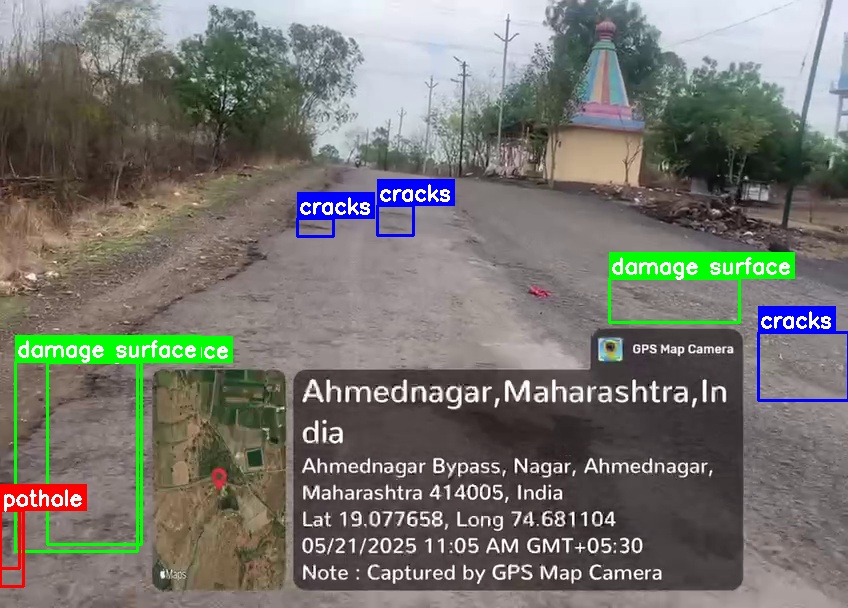 cracks
cracks
damage surface
cracks
damage surface
ce
GPS Map Camera
Ahmednagar,Maharashtra,In
dia
Ahmednagar Bypass, Nagar, Ahmednagar,
Maharashtra 414005, India
Lat 19.077658, Long 74.681104
05/21/2025 11:05 AM GMT+05:30
Note : Captured by GPS Map Camera
pothole
Maps